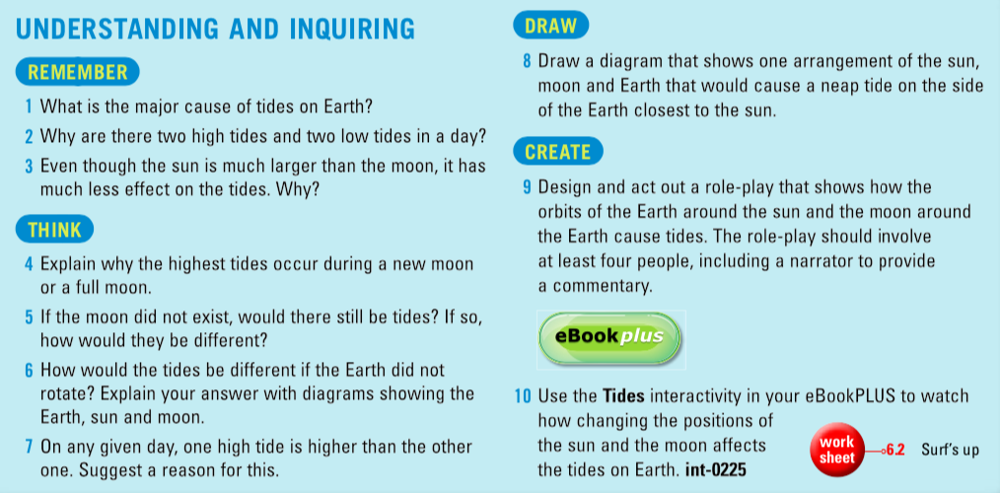 UNDERSTANDING AND INQUIRING
REMEMBER
1 What is the major cause of tides on Earth?
2 Why are there two high tides and two low tides in a day?
3 Even though the sun is much larger than the moon, it has
much less effect on the tides. Why?
THINK
4 Explain why the highest tides occur during a new moon
or a full moon.
5 If the moon did not exist, would there still be tides? If so,
how would they be different?
6 How would the tides be different if the Earth did not
rotate? Explain your answer with diagrams showing the
Earth, sun and moon.
7 On any given day, one high tide is higher than the other
one. Suggest a reason for this.
DRAW
8 Draw a diagram that shows one arrangement of the sun,
moon and Earth that would cause a neap tide on the side
of the Earth closest to the sun.
CREATE
9 Design and act out a role-play that shows how the
orbits of the Earth around the sun and the moon around
the Earth cause tides. The role-play should involve
at least four people, including a narrator to provide
a commentary.
eBookplus
10 Use the Tides interactivity in your eBookPLUS to watch
how changing the positions of
the sun and the moon affects
the tides on Earth. int-0225
work
sheet
6.2 Surf's up